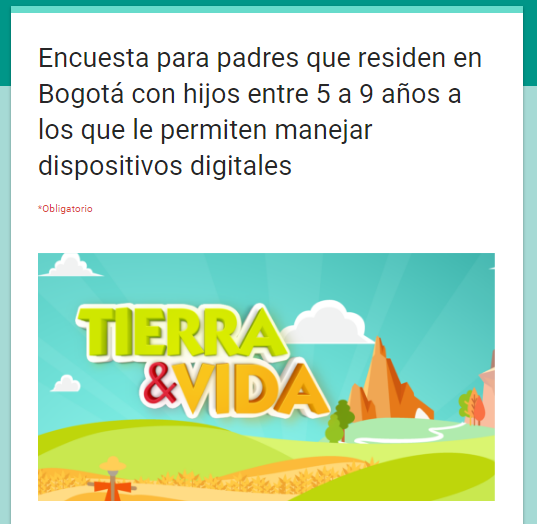 Encuesta para padres que residen en
Bogotá con hijos entre 5 a 9 años a
los que le permiten manejar
dispositivos digitales
*Obligatorio
TIERRA
&VIDA